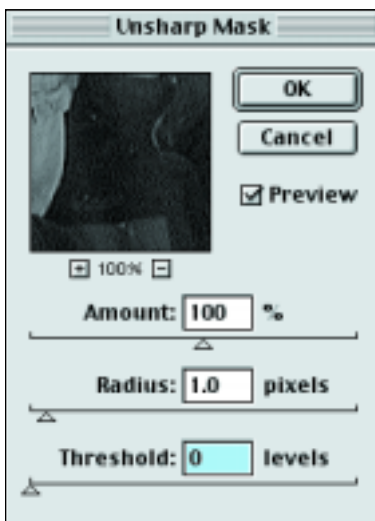 Unsharp Mask
OK
Cancel
Preview
+ 100% -
Amount: 100 %
Radius: 1.0 pixels
Threshold: 0 levels